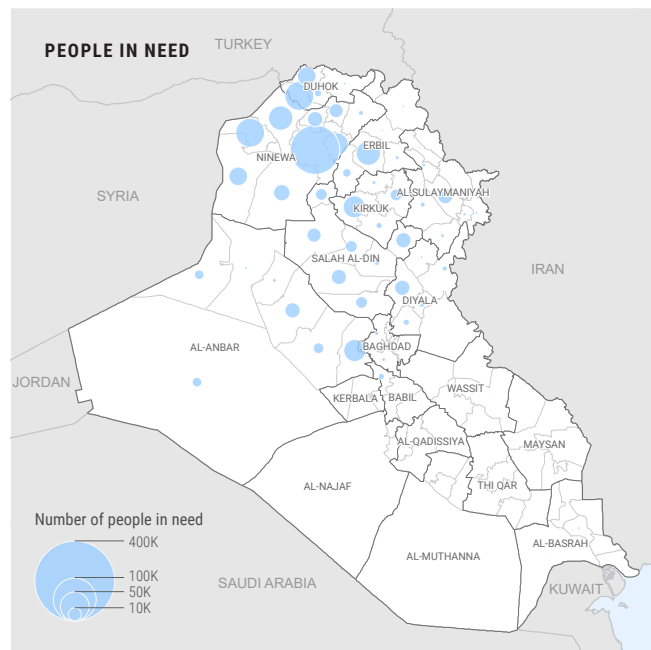 PEOPLE IN NEED
TURKEY
DUHOK
ERBIL
NINEWA
AL-SULAYMANIYAH
SYRIA
KIRKUK
SALAH AL-DIN
IRAN
DIYALA
AL-ANBAR
BAGHDAD
JORDAN
WASSIT
KERBALA
BABIL
AL-QADISSIYA
MAYSAN
AL-NAJAF
THI QAR
Number of people in need
400K
AL-BASRAH
AL-MUTHANNA
100K
SAUDI ARABIA
KUWAIT
50K
10K